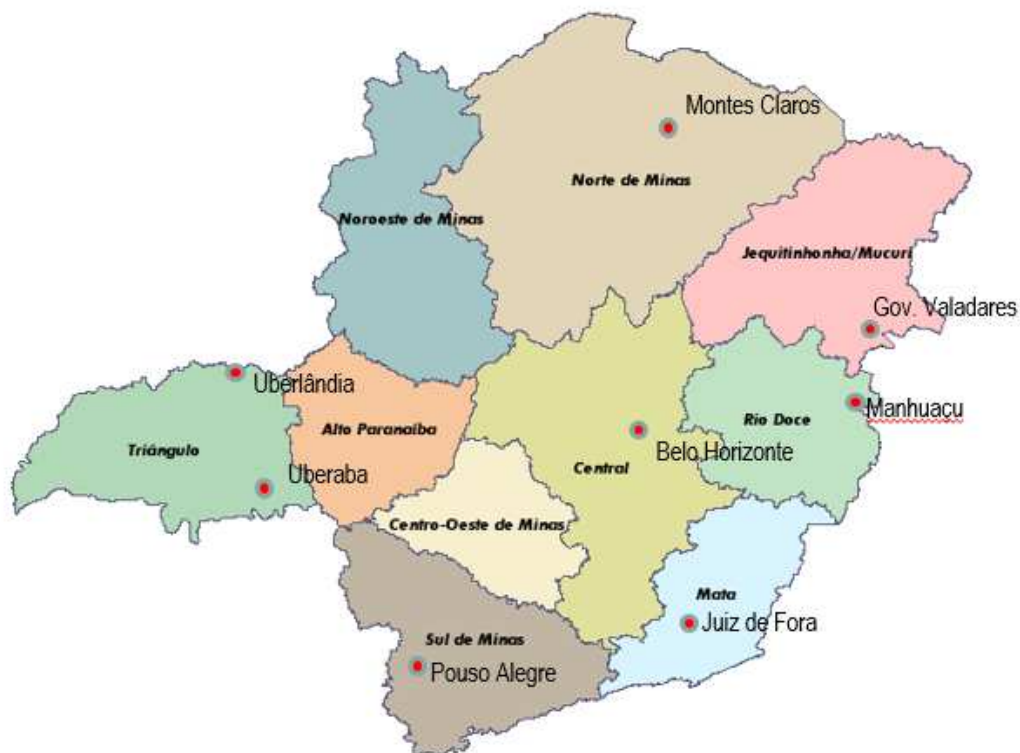 Montes Claros
Norte de Minas
Noroeste de Minas
Jequitinhonha/Mucuri
Gov. Valadares
Uberlândia
Manhuaçu
Rio Doce
Alto Paranaíba
Triângulo
Belo Horizonte
Central
Uberaba
Centro-Oeste de Minas
Mata
Juiz de Fora
Sul de Minas
Pouso Alegre